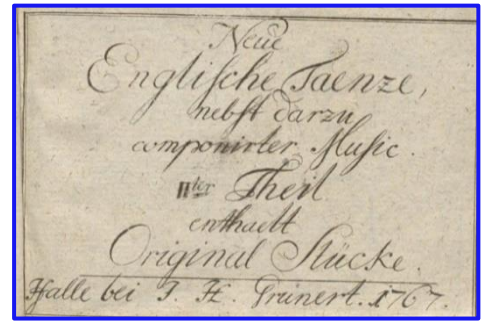 Neue
Engliſche Taenze,
nebſt darzu
componirter Muſic.
IIter Theil
enthaelt
Original Stücke.
Halle bei J. H. Grunert. 1767.